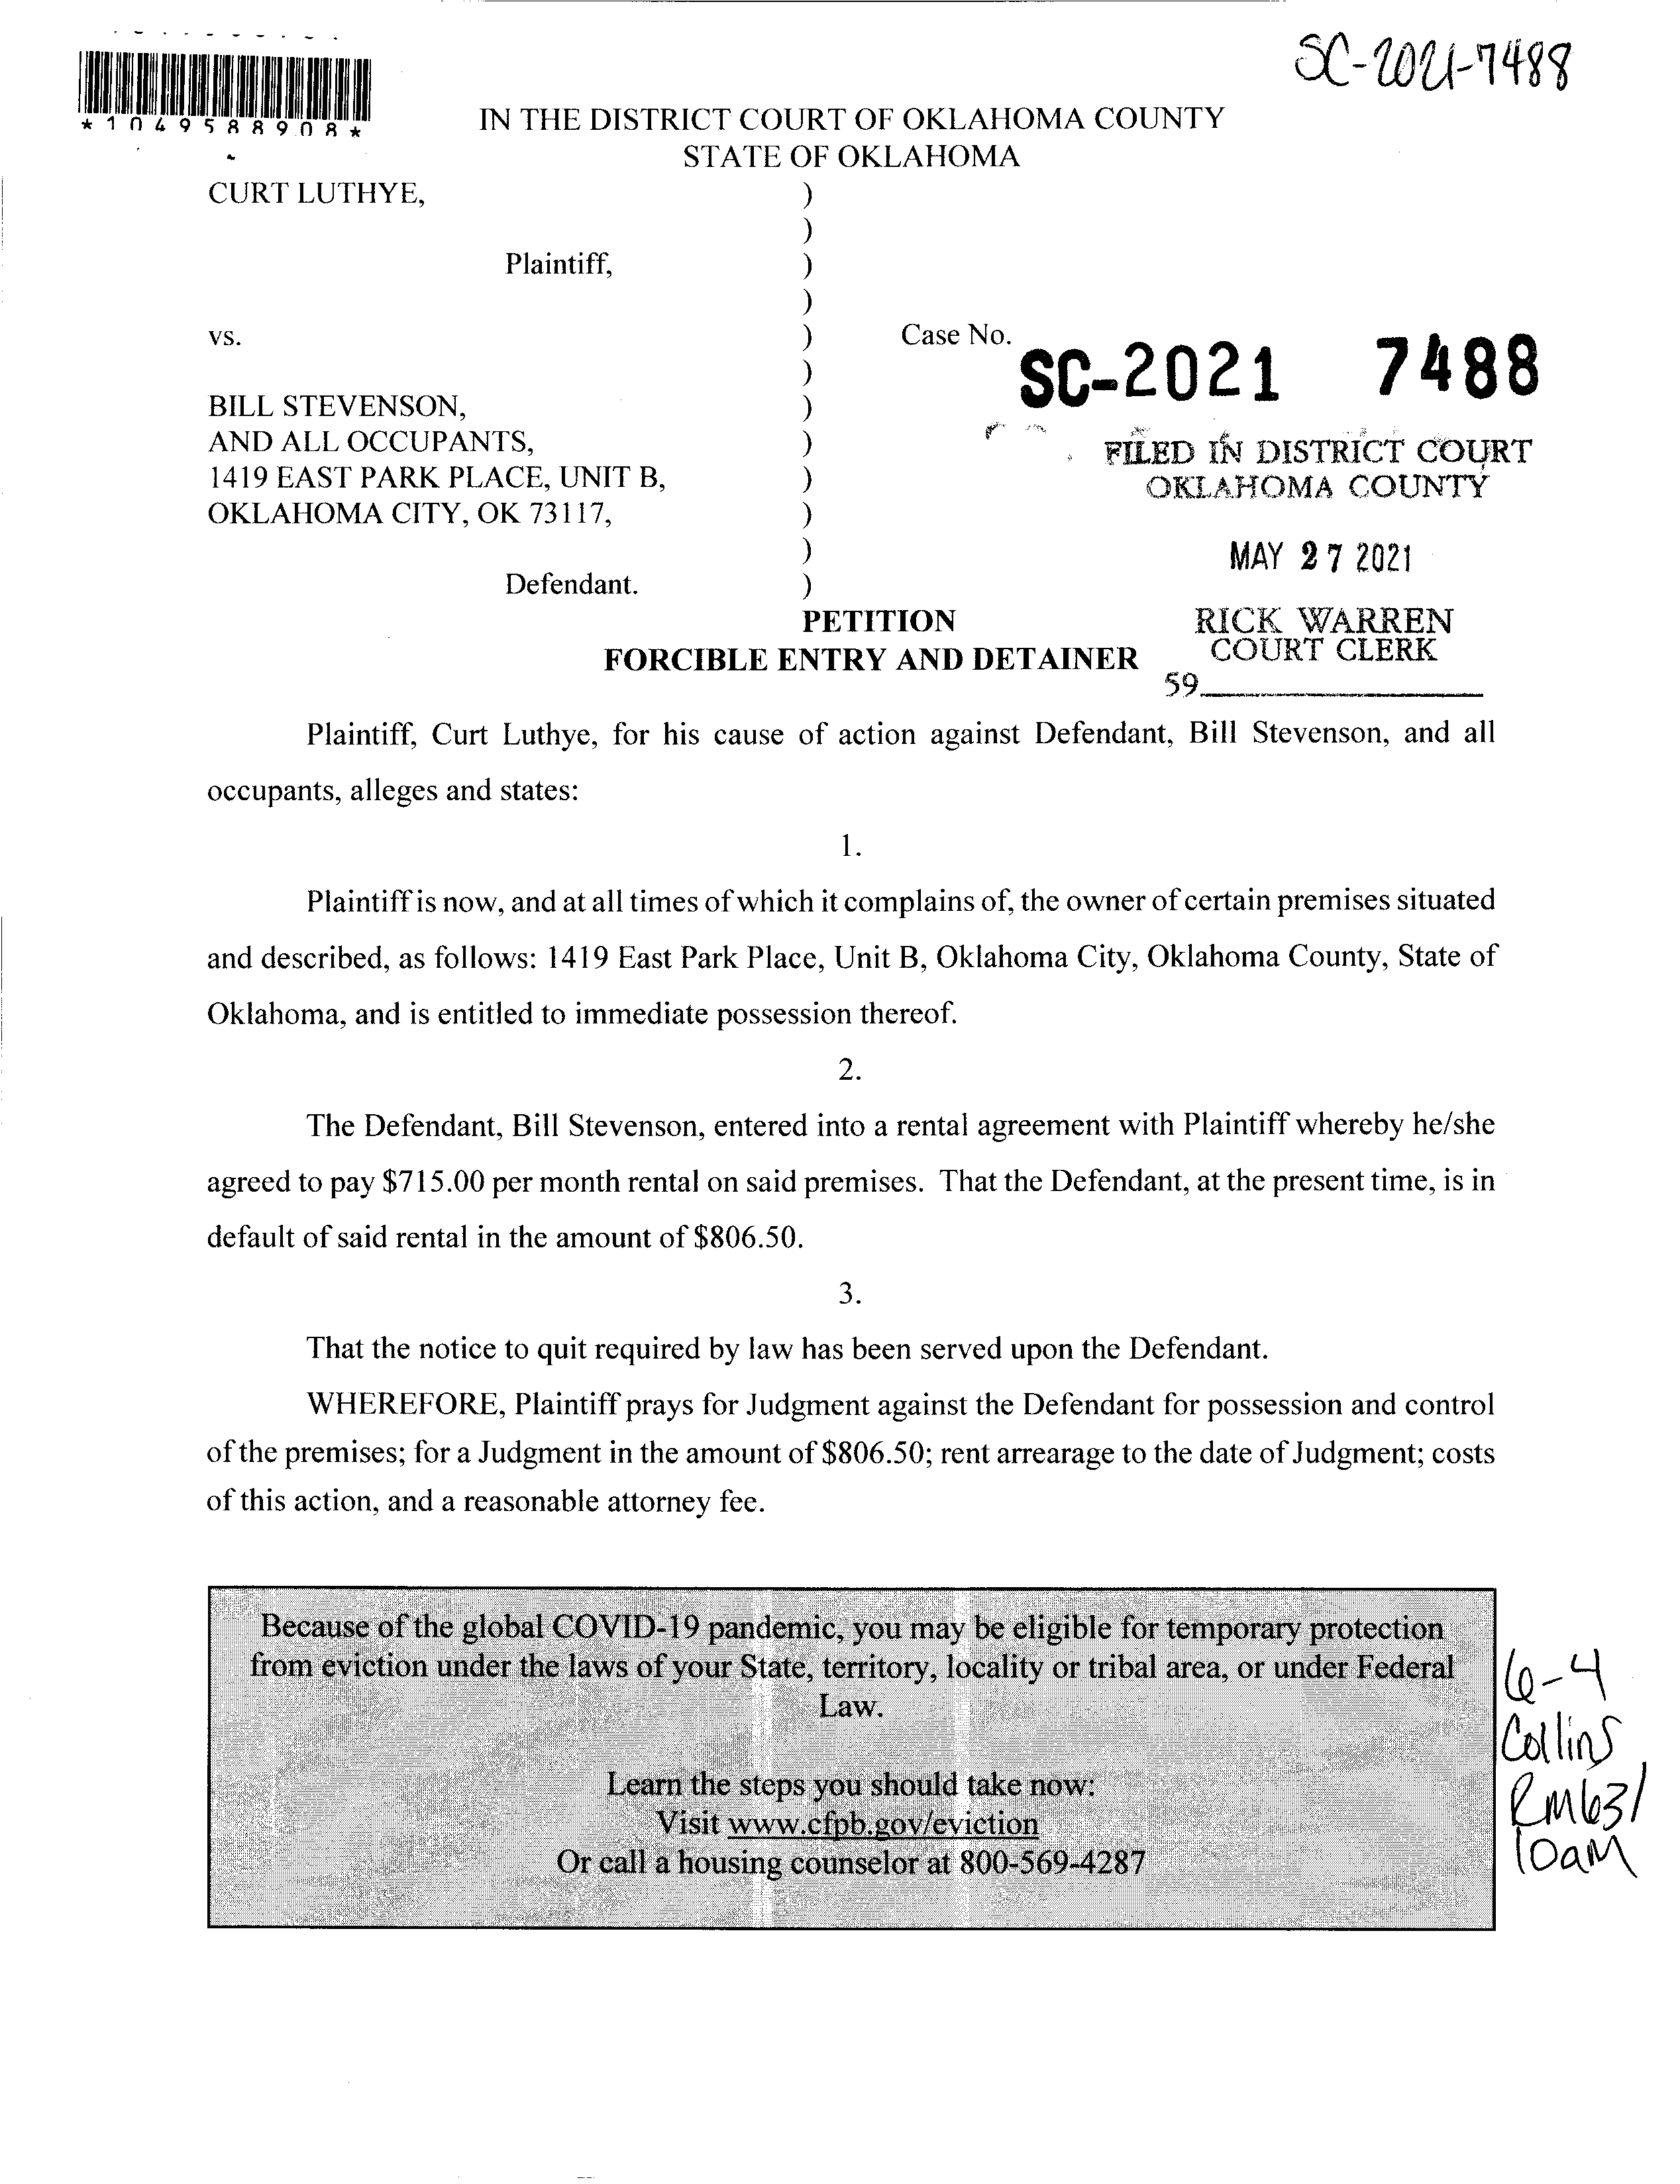 SC-2021-7488
*1049588908*
IN THE DISTRICT COURT OF OKLAHOMA COUNTY
STATE OF OKLAHOMA
CURT LUTHYE, )
)
Plaintiff, )
)
vs. ) Case No. SC-2021 7488
)
BILL STEVENSON, )
AND ALL OCCUPANTS, )
1419 EAST PARK PLACE, UNIT B, )
OKLAHOMA CITY, OK 73117, )
)
Defendant. )
FILED IN DISTRICT COURT
OKLAHOMA COUNTY
MAY 27 2021
RICK WARREN
COURT CLERK
59
PETITION
FORCIBLE ENTRY AND DETAINER
Plaintiff, Curt Luthye, for his cause of action against Defendant, Bill Stevenson, and all
occupants, alleges and states:
1.
Plaintiff is now, and at all times of which it complains of, the owner of certain premises situated
and described, as follows: 1419 East Park Place, Unit B, Oklahoma City, Oklahoma County, State of
Oklahoma, and is entitled to immediate possession thereof.
2.
The Defendant, Bill Stevenson, entered into a rental agreement with Plaintiff whereby he/she
agreed to pay $715.00 per month rental on said premises. That the Defendant, at the present time, is in
default of said rental in the amount of $806.50.
3.
That the notice to quit required by law has been served upon the Defendant.
WHEREFORE, Plaintiff prays for Judgment against the Defendant for possession and control
of the premises; for a Judgment in the amount of $806.50; rent arrearage to the date of Judgment; costs
of this action, and a reasonable attorney fee.
Because of the global COVID-19 pandemic, you may be eligible for temporary protection
from eviction under the laws of your State, territory, locality or tribal area, or under Federal
Law.
Learn the steps you should take now:
Visit www.cfpb.gov/eviction
Or call a housing counselor at 800-569-4287
6-4
Collins
Rm631
10am